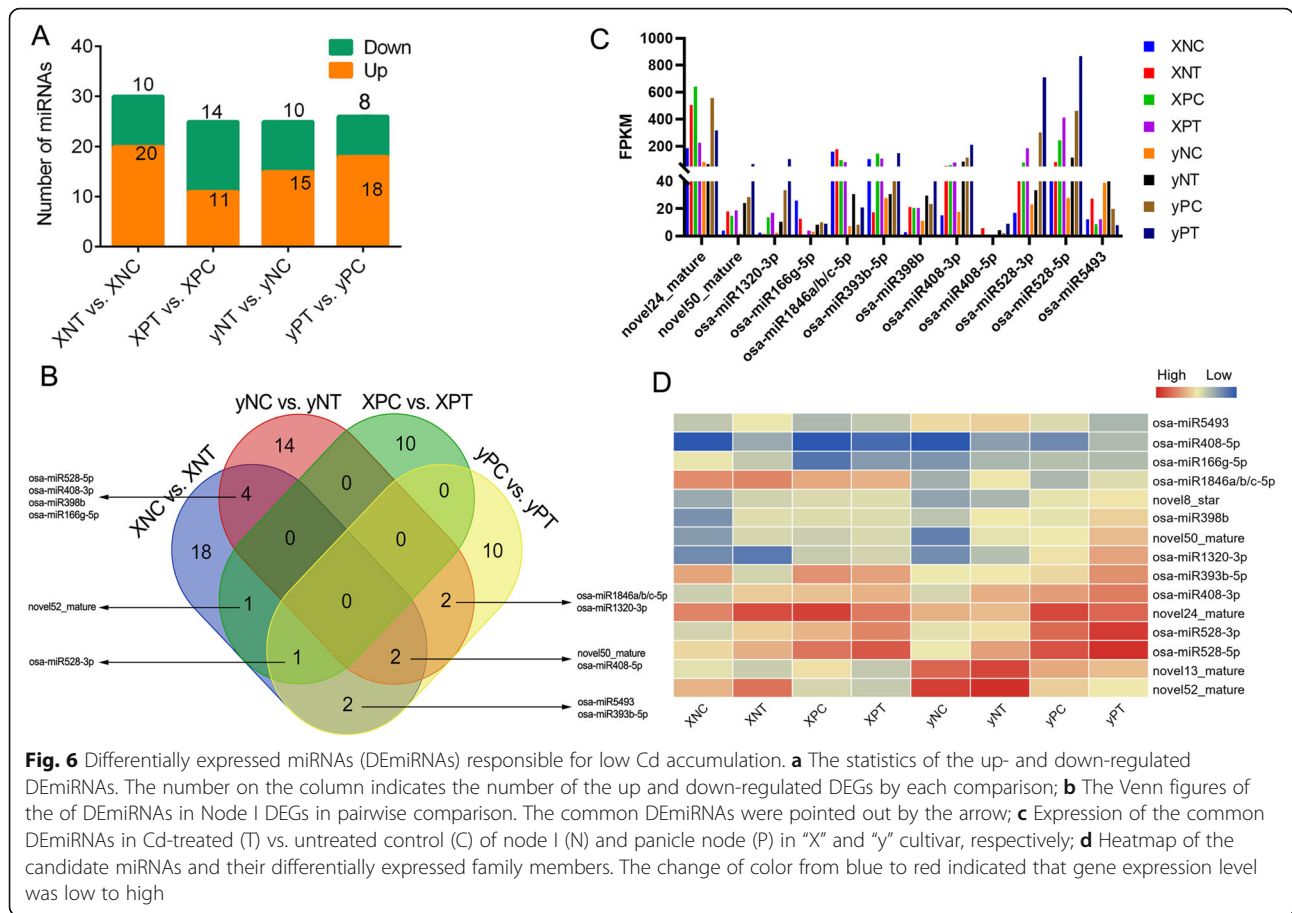 A
Number of miRNAs
40
30
20
10
0
Down
Up
10
20
14
11
10
15
8
18
XNT vs. XNC
XPT vs. XPC
yNT vs. yNC
yPT vs. yPC
C
FPKM
1000
800
600
400
200
40
20
0
XNC
XNT
XPC
XPT
yNC
yNT
yPC
yPT
novel24_mature
novel50_mature
osa-miR1320-3p
osa-miR166g-5p
osa-miR1846a/b/c-5p
osa-miR393b-5p
osa-miR398b
osa-miR408-3p
osa-miR408-5p
osa-miR528-3p
osa-miR528-5p
osa-miR5493
B
XNC vs. XNT
yNC vs. yNT
XPC vs. XPT
yPC vs. yPT
14
10
4
0
0
18
0
0
10
1
0
2
1
2
2
osa-miR528-5p
osa-miR408-3p
osa-miR398b
osa-miR166g-5p
novel52_mature
osa-miR528-3p
osa-miR1846a/b/c-5p
osa-miR1320-3p
novel50_mature
osa-miR408-5p
osa-miR5493
osa-miR393b-5p
D
High Low
osa-miR5493
osa-miR408-5p
osa-miR166g-5p
osa-miR1846a/b/c-5p
novel8_star
osa-miR398b
novel50_mature
osa-miR1320-3p
osa-miR393b-5p
osa-miR408-3p
novel24_mature
osa-miR528-3p
osa-miR528-5p
novel13_mature
novel52_mature
XNC
XNT
XPC
XPT
yNC
yNT
yPC
yPT
Fig. 6 Differentially expressed miRNAs (DEmiRNAs) responsible for low Cd accumulation. a The statistics of the up- and down-regulated
DEmiRNAs. The number on the column indicates the number of the up and down-regulated DEGs by each comparison; b The Venn figures of
the of DEmiRNAs in Node I DEGs in pairwise comparison. The common DEmiRNAs were pointed out by the arrow; c Expression of the common
DEmiRNAs in Cd-treated (T) vs. untreated control (C) of node I (N) and panicle node (P) in "X" and "y" cultivar, respectively; d Heatmap of the
candidate miRNAs and their differentially expressed family members. The change of color from blue to red indicated that gene expression level
was low to high